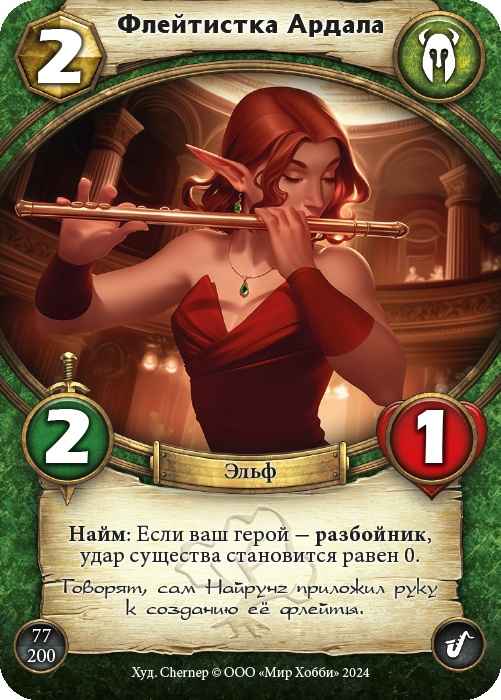 Флейтистка Ардала
2
2
1
Эльф
Найм: Если ваш герой – разбойник,
удар существа становится равен 0.
Говорят, сам Найрунг приложил руку
к созданию её флейты.
77
200
Худ. Chernep © ООО «Мир Хобби» 2024